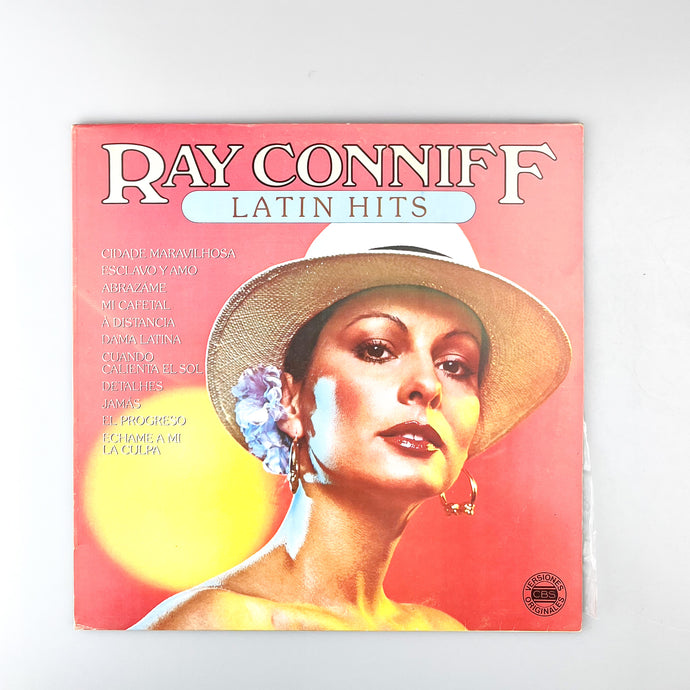 RAY CONNIFF
LATIN HITS
CIDADE MARAVILHOSA
ESCLAVO Y AMO
ABRAZAME
MI CAFETAL
À DISTANCIA
DAMA LATINA
CUANDO
CALIENTA EL SOL
DETALHES
JAMÁS
EL PROGRESO
ECHAME A MI
LA CULPA
VERSIONES
CBS
ORIGINALES